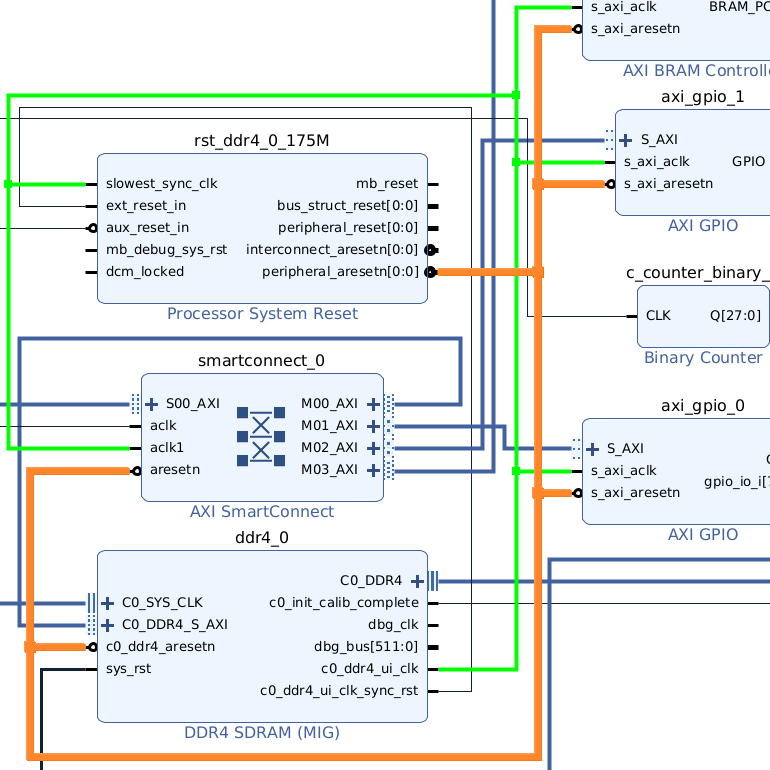 s_axi_aclk BRAM_PO
s_axi_aresetn
AXI BRAM Controlle
axi_gpio_1
S_AXI
s_axi_aclk GPIO
s_axi_aresetn
AXI GPIO
rst_ddr4_0_175M
slowest_sync_clk mb_reset
ext_reset_in bus_struct_reset[0:0]
aux_reset_in peripheral_reset[0:0]
mb_debug_sys_rst interconnect_aresetn[0:0]
dcm_locked peripheral_aresetn[0:0]
Processor System Reset
c_counter_binary_
CLK Q[27:0]
Binary Counter
smartconnect_0
S00_AXI M00_AXI
aclk M01_AXI
aclk1 M02_AXI
aresetn M03_AXI
AXI SmartConnect
axi_gpio_0
S_AXI
s_axi_aclk
gpio_io_i[7
s_axi_aresetn
AXI GPIO
ddr4_0
C0_DDR4
C0_SYS_CLK c0_init_calib_complete
C0_DDR4_S_AXI dbg_clk
c0_ddr4_aresetn dbg_bus[511:0]
sys_rst c0_ddr4_ui_clk
c0_ddr4_ui_clk_sync_rst
DDR4 SDRAM (MIG)